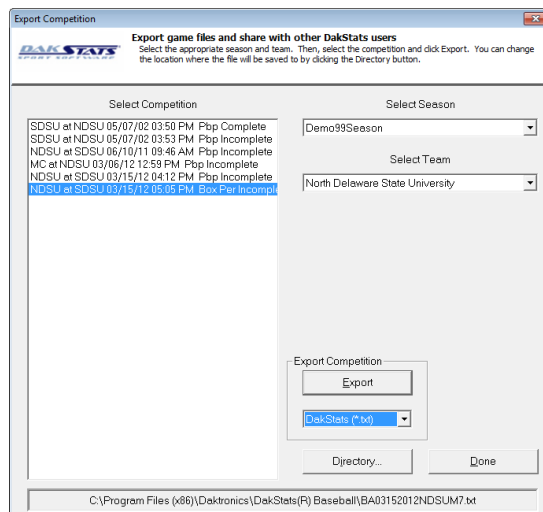 Export Competition
DAKSTATS
SPORT SOFTWARE
Export game files and share with other DakStats users
Select the appropriate season and team. Then, select the competition and click Export. You can change
the location where the file will be saved to by clicking the Directory button.
Select Competition
SDSU at NDSU 05/07/02 03:50 PM Pbp Complete
SDSU at NDSU 05/07/02 03:53 PM Pbp Incomplete
NDSU at SDSU 06/10/11 09:46 AM Pbp Incomplete
MC at NDSU 03/06/12 12:59 PM Pbp Incomplete
NDSU at SDSU 03/15/12 04:12 PM Pbp Incomplete
NDSU at SDSU 03/15/12 05:05 PM Box Per Incomple
Select Season
Demo99Season
Select Team
North Delaware State University
Export Competition
Export
DakStats (*.txt)
Directory...
Done
C:\Program Files (x86)\Daktronics\DakStats(R) Baseball\BA03152012NDSUM7.txt